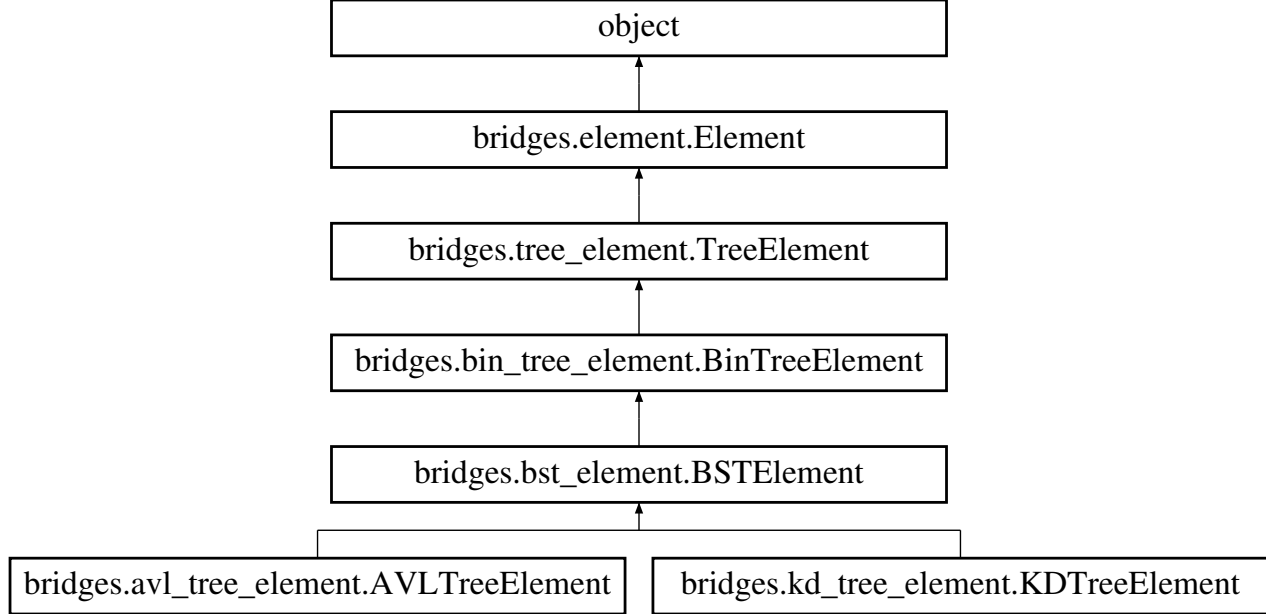 object
bridges.element.Element
bridges.tree_element.TreeElement
bridges.bin_tree_element.BinTreeElement
bridges.bst_element.BSTElement
bridges.avl_tree_element.AVLTreeElement
bridges.kd_tree_element.KDTreeElement